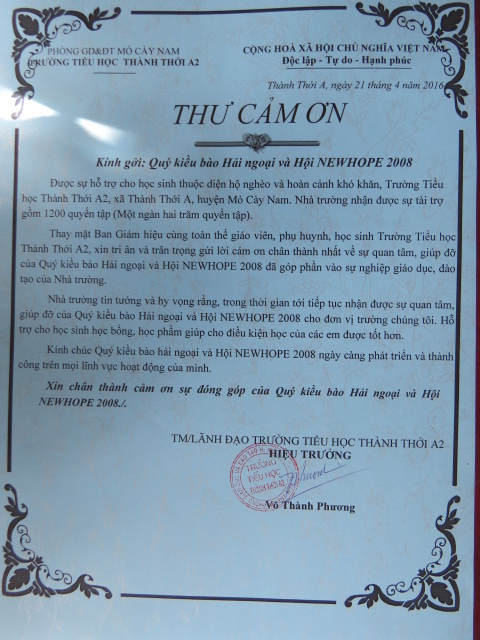 PHÒNG GD&ĐT MỎ CÀY NAM
TRƯỜNG TIỂU HỌC THÀNH THỚI A2
CỘNG HOÀ XÃ HỘI CHỦ NGHĨA VIỆT NAM
Độc lập - Tự do - Hạnh phúc
Thành Thới A, ngày 21 tháng 4 năm 2016
THƯ CẢM ƠN
Kính gởi: Quý kiều bào Hải ngoại và Hội NEWHOPE 2008
Được sự hỗ trợ cho học sinh thuộc diện hộ nghèo và hoàn cảnh khó khăn, Trường Tiểu
học Thành Thới A2, xã Thành Thới A, huyện Mỏ Cày Nam. Nhà trường nhận được sự tài trợ
gồm 1200 quyển tập (Một ngàn hai trăm quyển tập).
Thay mặt Ban Giám hiệu cùng toàn thể giáo viên, phụ huynh, học sinh Trường Tiểu học
Thành Thới A2, xin tri ân và trân trọng gửi lời cảm ơn chân thành nhất về sự quan tâm, giúp đỡ
của Quý kiều bào Hải ngoại và Hội NEWHOPE 2008 đã góp phần vào sự nghiệp giáo dục, đào
tạo của Nhà trường.
Nhà trường tin tưởng và hy vọng rằng, trong thời gian tới tiếp tục nhận được sự quan tâm,
giúp đỡ của Quý kiều bào Hải ngoại và Hội NEWHOPE 2008 cho đơn vị trường chúng tôi. Hỗ
trợ cho học sinh học bổng, học phẩm giúp cho điều kiện học của các em được tốt hơn.
Kính chúc Quý kiều bào hải ngoại và Hội NEWHOPE 2008 ngày càng phát triển và thành
công trên mọi lĩnh vực hoạt động của mình.
Xin chân thành cảm ơn sự đóng góp của Quý kiều bào Hải ngoại và Hội
NEWHOPE 2008./.
TM/LÃNH ĐẠO TRƯỜNG TIỂU HỌC THÀNH THỚI A2
HIỆU TRƯỞNG
TRƯỜNG
TIỂU HỌC
THÀNH THỚI A2
Võ Thành Phương